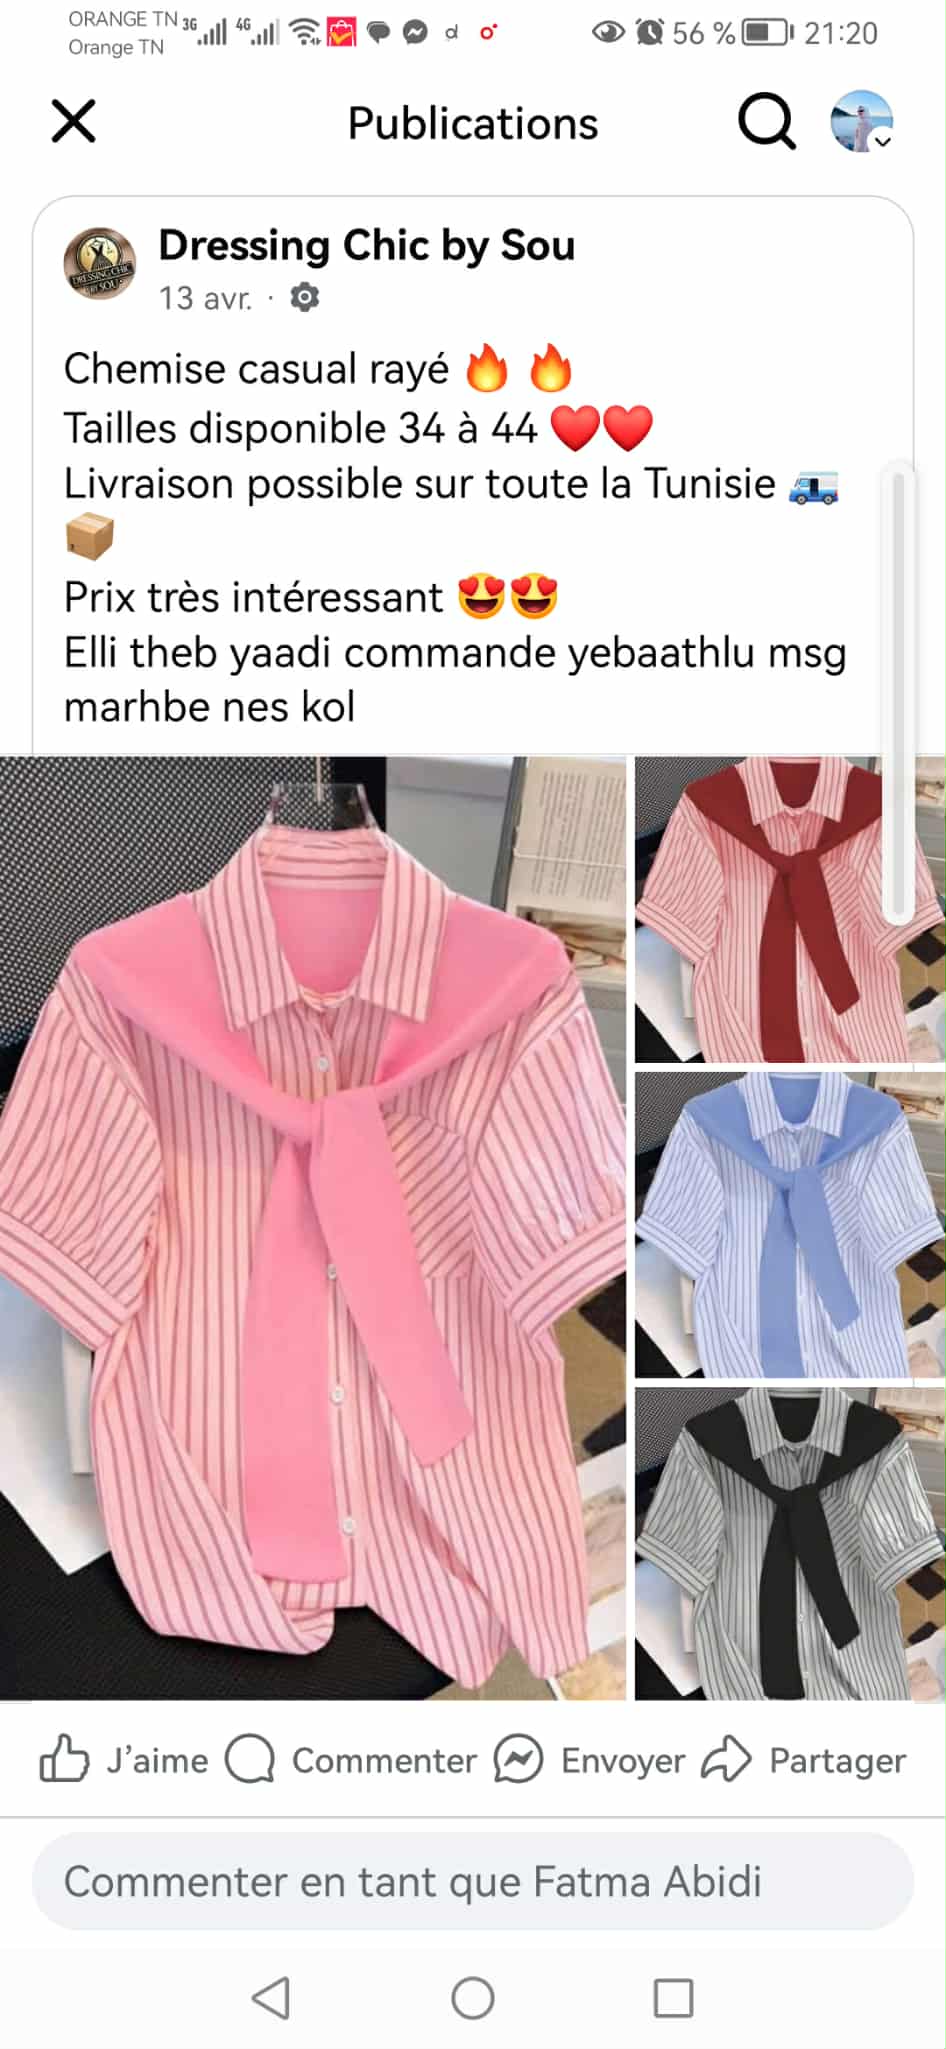 ORANGE TN 3G 4G 56 % 21:20
Orange TN
Publications
Dressing Chic by Sou
DRESSING CHIC
BY SOU
13 avr. ·
Chemise casual rayé 🔥 🔥
Tailles disponible 34 à 44 ❤️❤️
Livraison possible sur toute la Tunisie 🚐
📦
Prix très intéressant 😍😍
Elli theb yaadi commande yebaathlu msg
marhbe nes kol
J'aime Commenter Envoyer Partager
Commenter en tant que Fatma Abidi